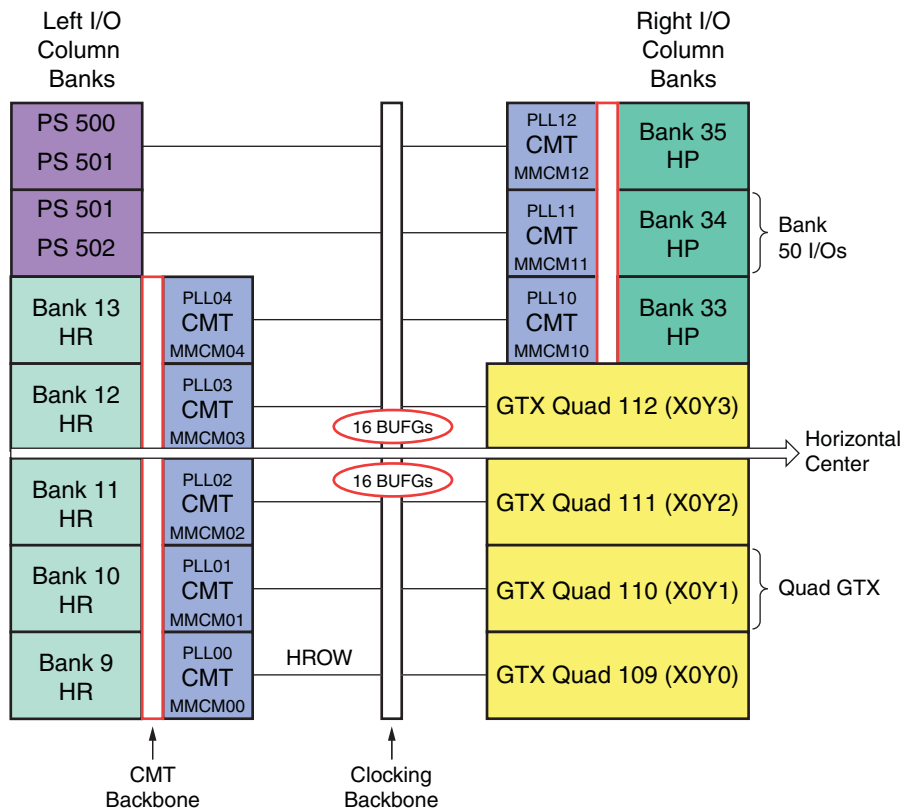 Left I/O
Column
Banks
Right I/O
Column
Banks
PS 500
PS 501
PLL12
CMT
MMCM12
Bank 35
HP
PS 501
PS 502
PLL11
CMT
MMCM11
Bank 34
HP
Bank
50 I/Os
Bank 13
HR
PLL04
CMT
MMCM04
PLL10
CMT
MMCM10
Bank 33
HP
Bank 12
HR
PLL03
CMT
MMCM03
16 BUFGs
GTX Quad 112 (X0Y3)
Horizontal
Center
Bank 11
HR
PLL02
CMT
MMCM02
16 BUFGs
GTX Quad 111 (X0Y2)
Bank 10
HR
PLL01
CMT
MMCM01
GTX Quad 110 (X0Y1)
Quad GTX
Bank 9
HR
PLL00
CMT
MMCM00
HROW
GTX Quad 109 (X0Y0)
CMT
Backbone
Clocking
Backbone